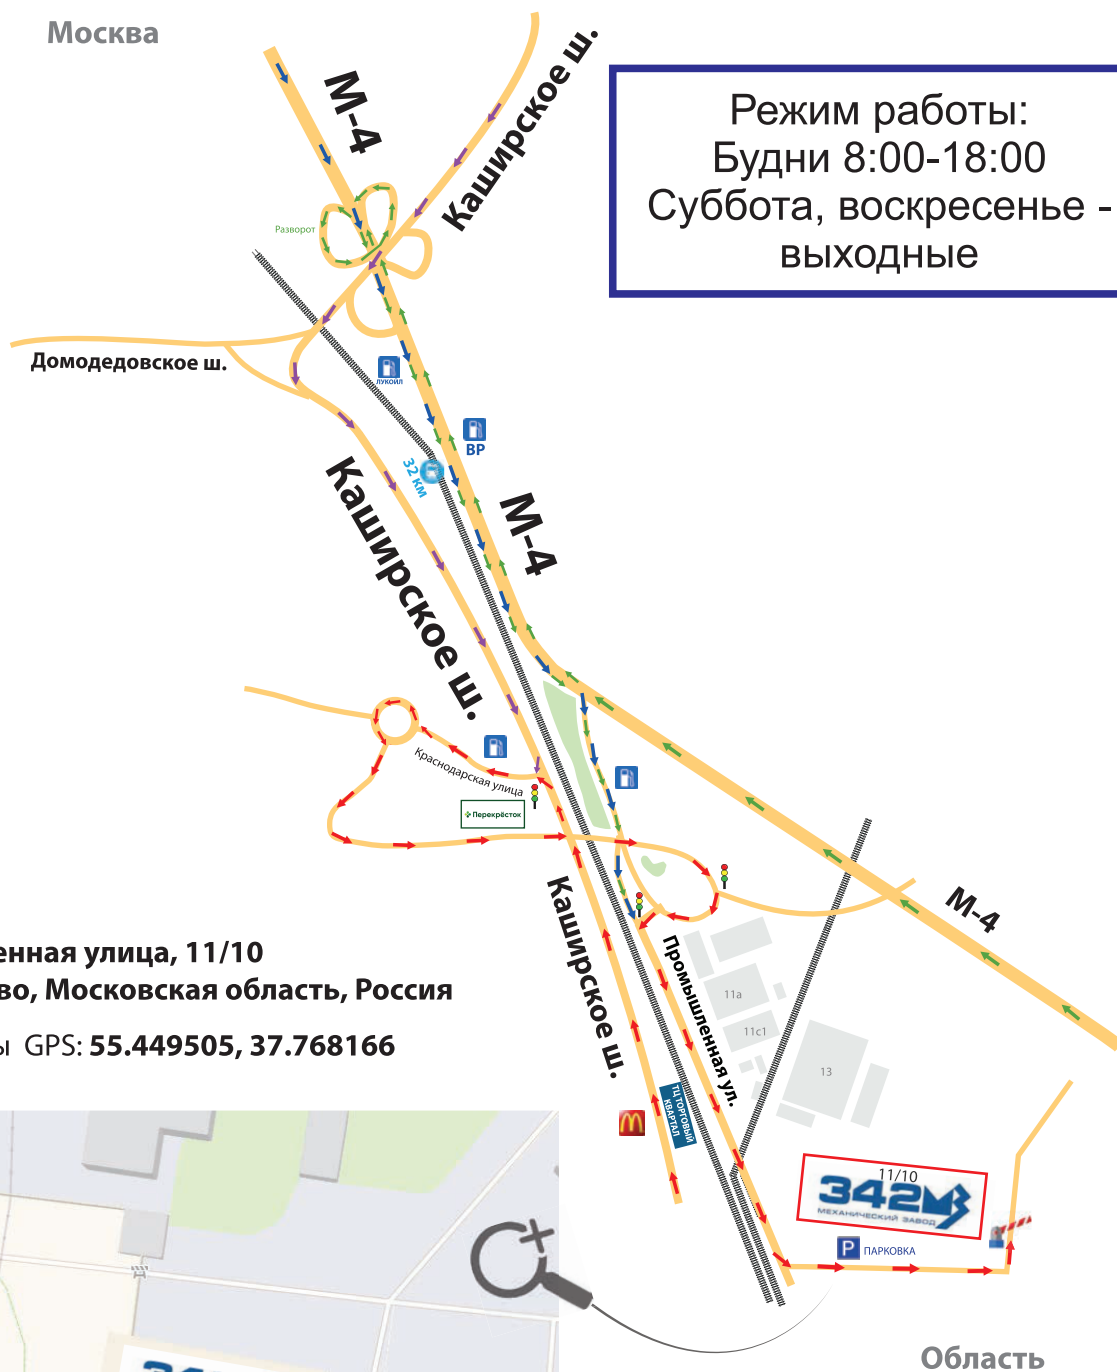 Москва
М-4
Каширское ш.
Режим работы:
Будни 8:00-18:00
Суббота, воскресенье -
выходные
Разворот
Домодедовское ш.
ЛУКОЙЛ
BP
32 км
Каширское ш.
М-4
Краснодарская улица
Перекрёсток
Каширское ш.
Промышленная ул.
М-4
11а
11с1
13
енная улица, 11/10
во, Московская область, Россия
ы GPS: 55.449505, 37.768166
ТЦ ТОРГОВЫЙ
КВАРТАЛ
11/10
342МЗ
МЕХАНИЧЕСКИЙ ЗАВОД
P ПАРКОВКА
Область